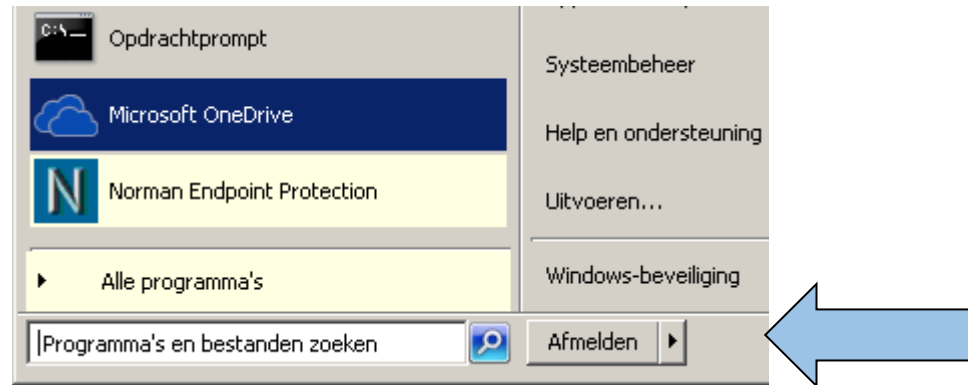 C:\
Opdrachtprompt
Microsoft OneDrive
N Norman Endpoint Protection
Alle programma's
Programma's en bestanden zoeken
Systeembeheer
Help en ondersteuning
Uitvoeren...
Windows-beveiliging
Afmelden